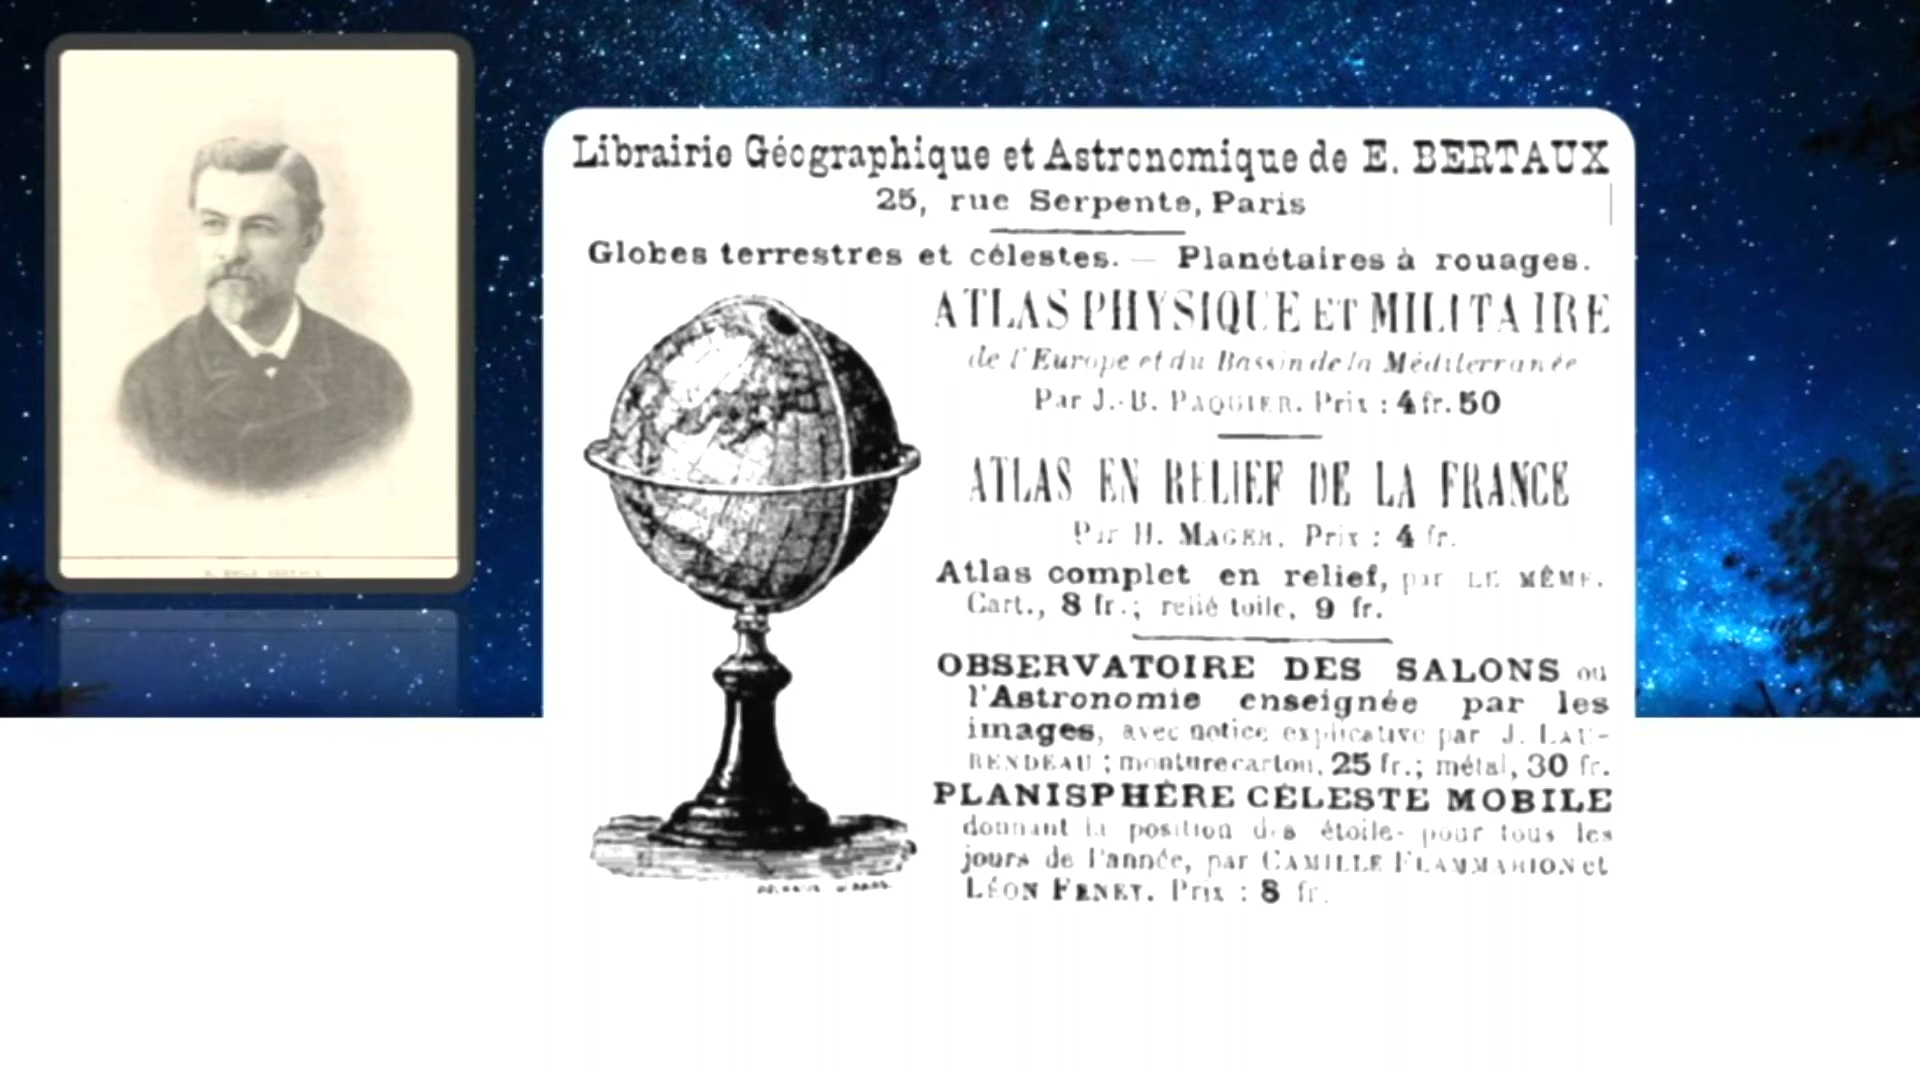 Librairie Géographique et Astronomique de E. BERTAUX
25, rue Serpente, Paris
Globes terrestres et célestes. — Planétaires à rouages.
ATLAS PHYSIQUE ET MILITAIRE
de l'Europe et du Bassin de la Méditerranée
Par J.-B. PAQUIER. Prix : 4 fr. 50
ATLAS EN RELIEF DE LA FRANCE
Par H. MAGER. Prix : 4 fr.
Atlas complet en relief, par LE MÊME.
Cart., 8 fr.; relié toile, 9 fr.
OBSERVATOIRE DES SALONS ou
l'Astronomie enseignée par les
images, avec notice explicative par J. LAU-
RENDEAU ; monture carton, 25 fr.; métal, 30 fr.
PLANISPHÈRE CÉLESTE MOBILE
donnant la position des étoiles pour tous les
jours de l'année, par CAMILLE FLAMMARION et
LÉON FENET. Prix : 8 fr.